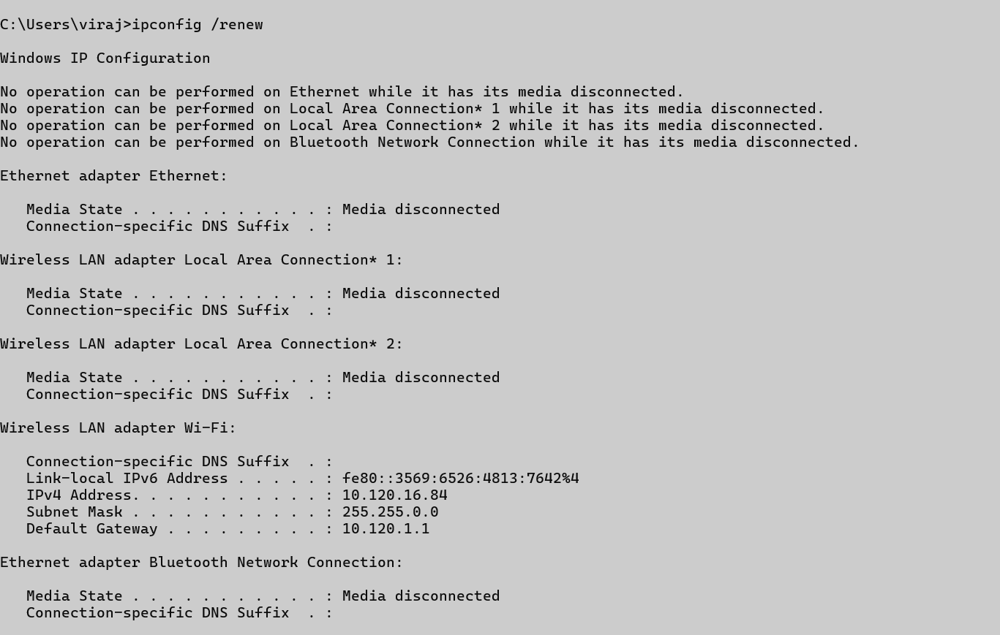 C:\Users\viraj>ipconfig /renew
Windows IP Configuration
No operation can be performed on Ethernet while it has its media disconnected.
No operation can be performed on Local Area Connection* 1 while it has its media disconnected.
No operation can be performed on Local Area Connection* 2 while it has its media disconnected.
No operation can be performed on Bluetooth Network Connection while it has its media disconnected.
Ethernet adapter Ethernet:
   Media State . . . . . . . . . . . : Media disconnected
   Connection-specific DNS Suffix  . :
Wireless LAN adapter Local Area Connection* 1:
   Media State . . . . . . . . . . . : Media disconnected
   Connection-specific DNS Suffix  . :
Wireless LAN adapter Local Area Connection* 2:
   Media State . . . . . . . . . . . : Media disconnected
   Connection-specific DNS Suffix  . :
Wireless LAN adapter Wi-Fi:
   Connection-specific DNS Suffix  . :
   Link-local IPv6 Address . . . . . : fe80::3569:6526:4813:7642%4
   IPv4 Address. . . . . . . . . . . : 10.120.16.84
   Subnet Mask . . . . . . . . . . . : 255.255.0.0
   Default Gateway . . . . . . . . . : 10.120.1.1
Ethernet adapter Bluetooth Network Connection:
   Media State . . . . . . . . . . . : Media disconnected
   Connection-specific DNS Suffix  . :